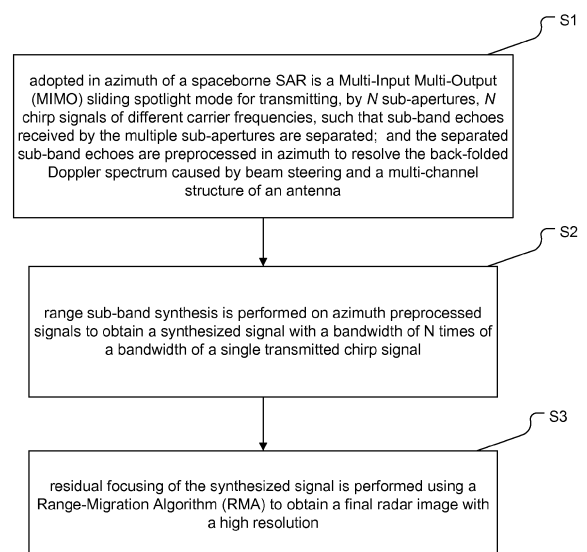 S1
adopted in azimuth of a spaceborne SAR is a Multi-Input Multi-Output
(MIMO) sliding spotlight mode for transmitting, by N sub-apertures, N
chirp signals of different carrier frequencies, such that sub-band echoes
received by the multiple sub-apertures are separated; and the separated
sub-band echoes are preprocessed in azimuth to resolve the back-folded
Doppler spectrum caused by beam steering and a multi-channel
structure of an antenna
S2
range sub-band synthesis is performed on azimuth preprocessed
signals to obtain a synthesized signal with a bandwidth of N times of
a bandwidth of a single transmitted chirp signal
S3
residual focusing of the synthesized signal is performed using a
Range-Migration Algorithm (RMA) to obtain a final radar image with
a high resolution